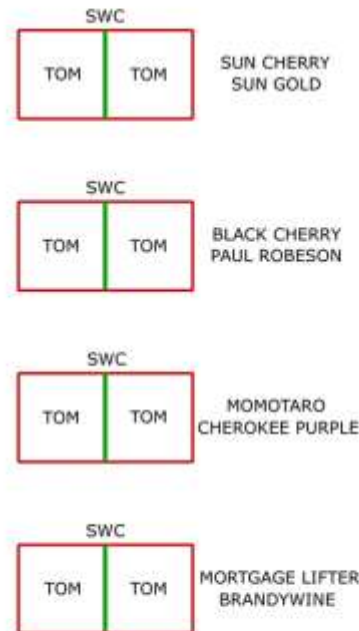 SWC
TOM TOM
SUN CHERRY
SUN GOLD
SWC
TOM TOM
BLACK CHERRY
PAUL ROBESON
SWC
TOM TOM
MOMOTARO
CHEROKEE PURPLE
SWC
TOM TOM
MORTGAGE LIFTER
BRANDYWINE